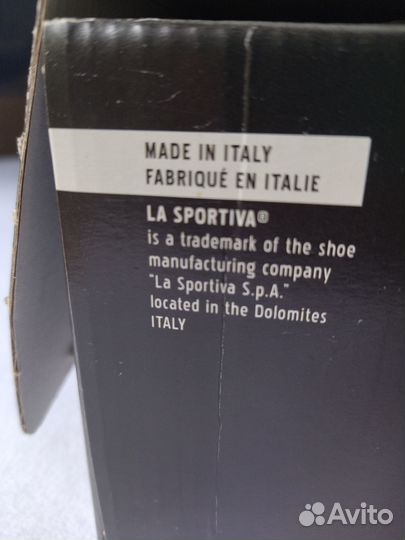 MADE IN ITALY
FABRIQUÉ EN ITALIE
LA SPORTIVA®
is a trademark of the shoe
manufacturing company
"La Sportiva S.p.A."
located in the Dolomites
ITALY
Avito